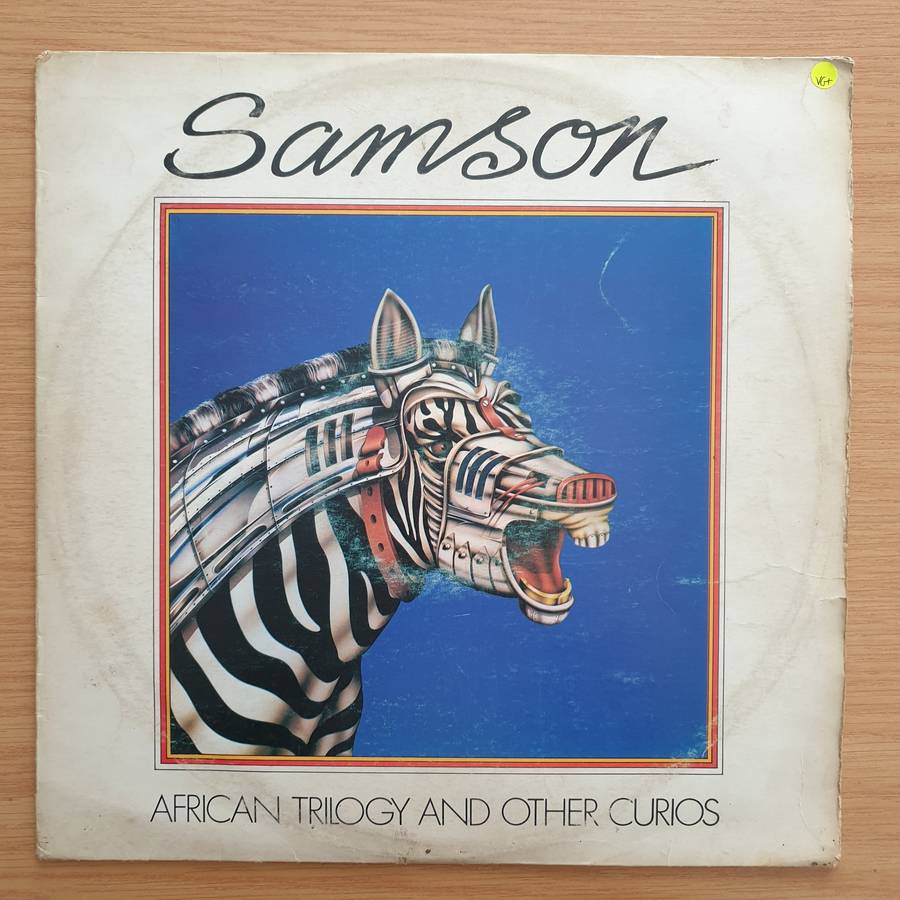 VG+
Samson
AFRICAN TRILOGY AND OTHER CURIOS